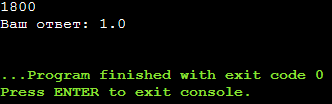 1800
Ваш ответ: 1.0
...Program finished with exit code 0
Press ENTER to exit console.